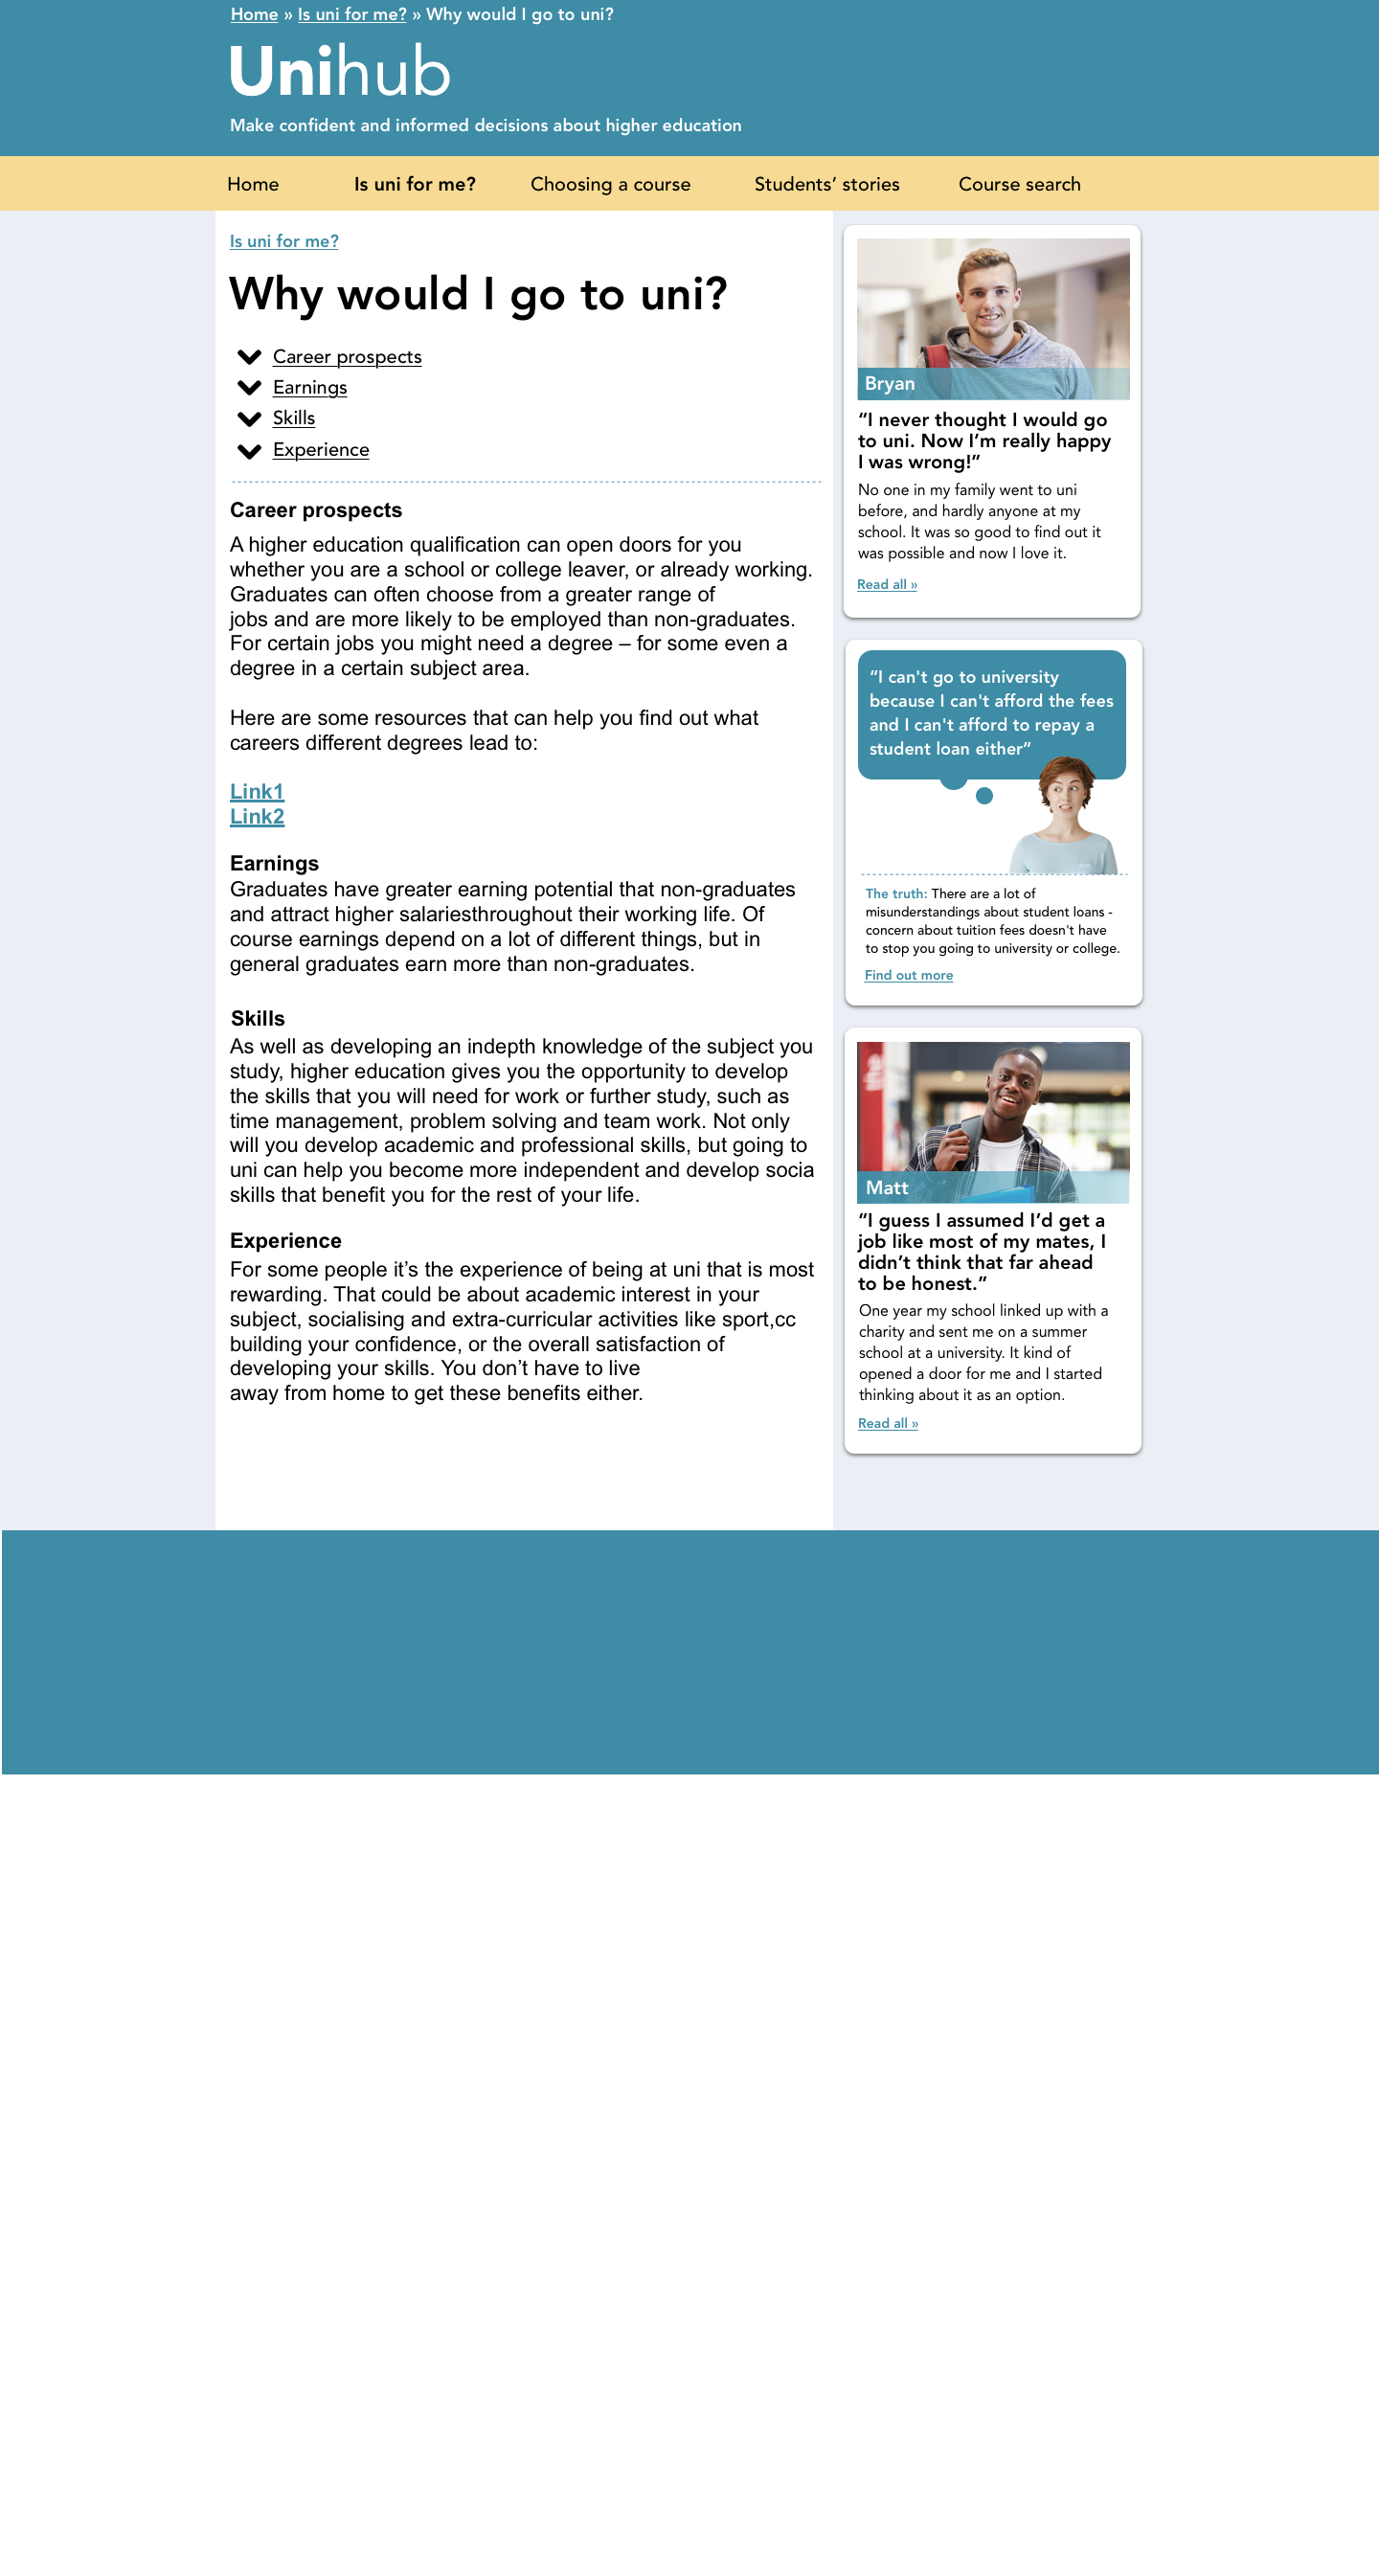 Home » Is uni for me? » Why would I go to uni?
Unihub
Make confident and informed decisions about higher education
Home
Is uni for me?
Choosing a course
Students’ stories
Course search
Is uni for me?
Why would I go to uni?
Career prospects
Earnings
Skills
Experience
Career prospects
A higher education qualification can open doors for you
whether you are a school or college leaver, or already working.
Graduates can often choose from a greater range of
jobs and are more likely to be employed than non-graduates.
For certain jobs you might need a degree – for some even a
degree in a certain subject area.
Here are some resources that can help you find out what
careers different degrees lead to:
Link1
Link2
Earnings
Graduates have greater earning potential that non-graduates
and attract higher salariesthroughout their working life. Of
course earnings depend on a lot of different things, but in
general graduates earn more than non-graduates.
Skills
As well as developing an indepth knowledge of the subject you
study, higher education gives you the opportunity to develop
the skills that you will need for work or further study, such as
time management, problem solving and team work. Not only
will you develop academic and professional skills, but going to
uni can help you become more independent and develop socia
skills that benefit you for the rest of your life.
Experience
For some people it’s the experience of being at uni that is most
rewarding. That could be about academic interest in your
subject, socialising and extra-curricular activities like sport,cc
building your confidence, or the overall satisfaction of
developing your skills. You don’t have to live
away from home to get these benefits either.
Bryan
“I never thought I would go
to uni. Now I’m really happy
I was wrong!”
No one in my family went to uni
before, and hardly anyone at my
school. It was so good to find out it
was possible and now I love it.
Read all »
“I can't go to university
because I can't afford the fees
and I can't afford to repay a
student loan either”
The truth: There are a lot of
misunderstandings about student loans -
concern about tuition fees doesn't have
to stop you going to university or college.
Find out more
Matt
“I guess I assumed I’d get a
job like most of my mates, I
didn’t think that far ahead
to be honest.”
One year my school linked up with a
charity and sent me on a summer
school at a university. It kind of
opened a door for me and I started
thinking about it as an option.
Read all »